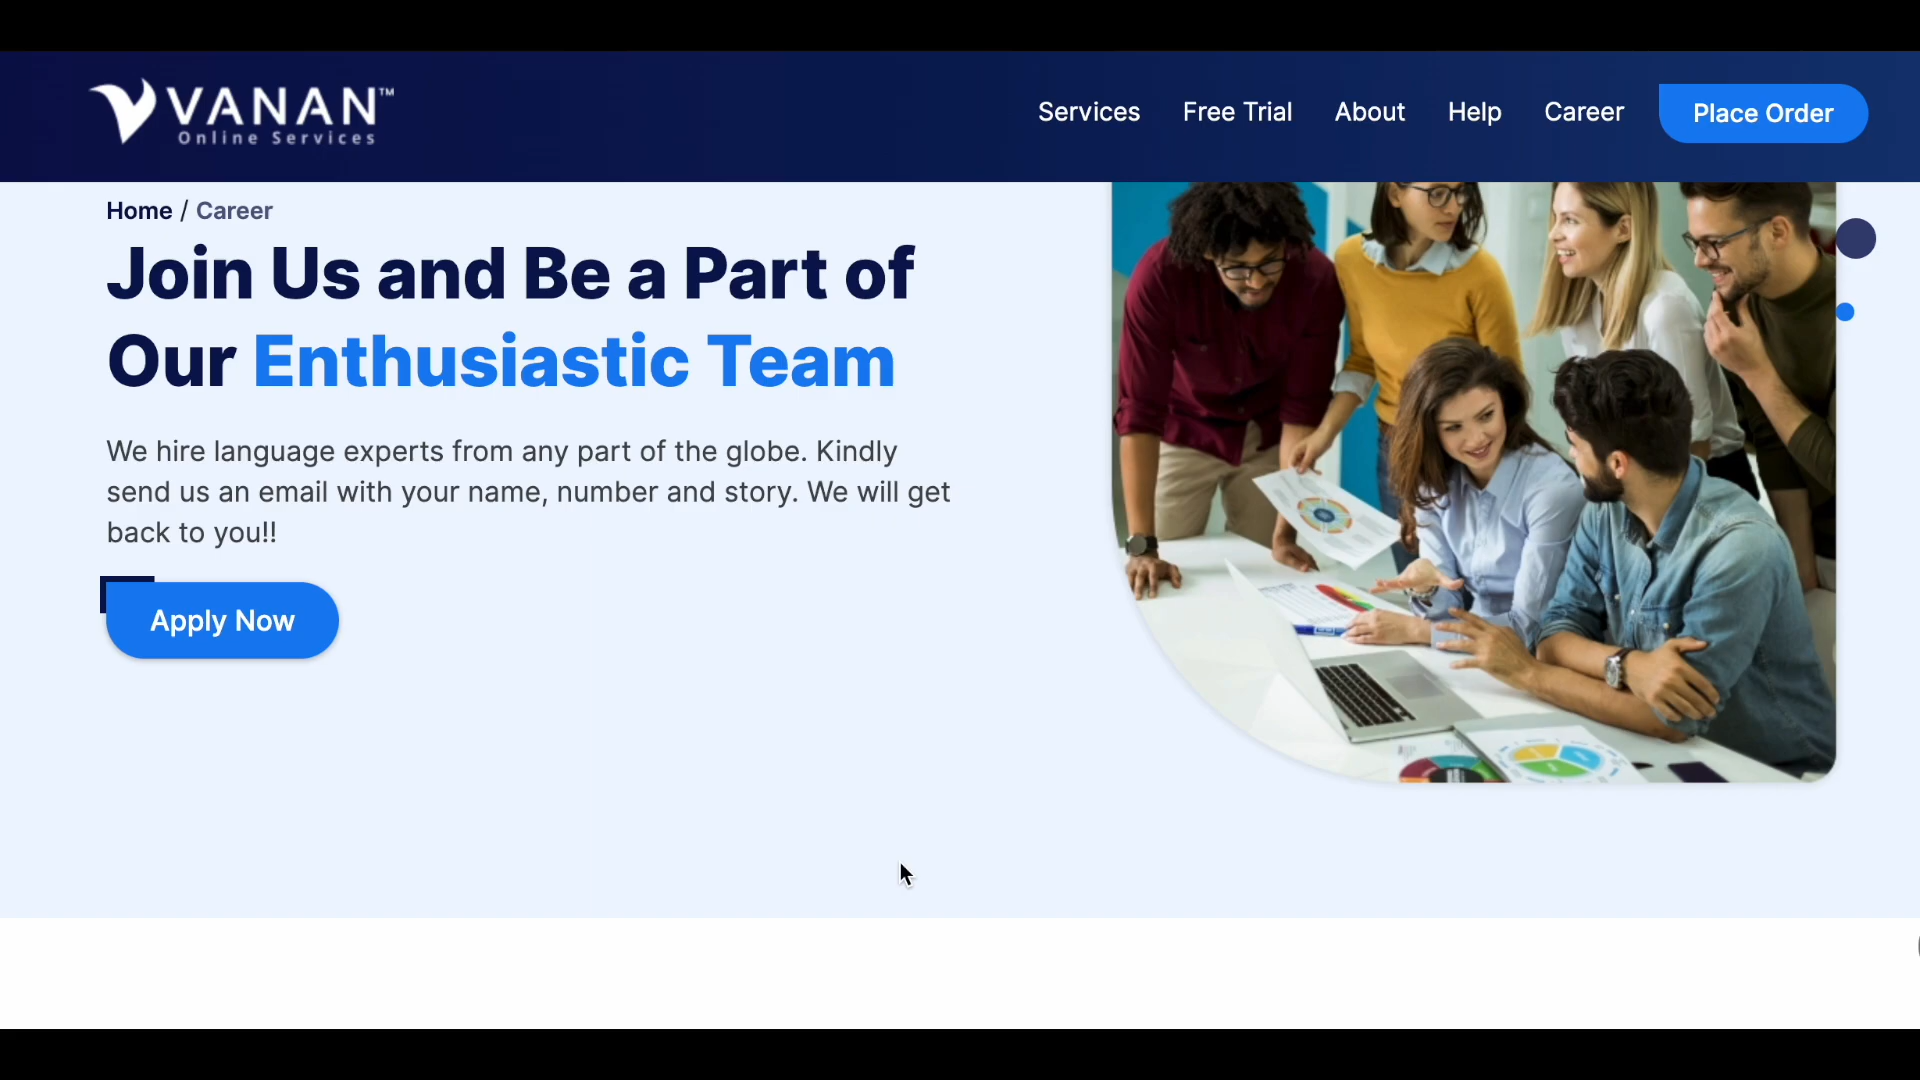 VANAN™
Online Services
Services
Free Trial
About
Help
Career
Place Order
Home / Career
Join Us and Be a Part of
Our Enthusiastic Team
We hire language experts from any part of the globe. Kindly
send us an email with your name, number and story. We will get
back to you!!
Apply Now